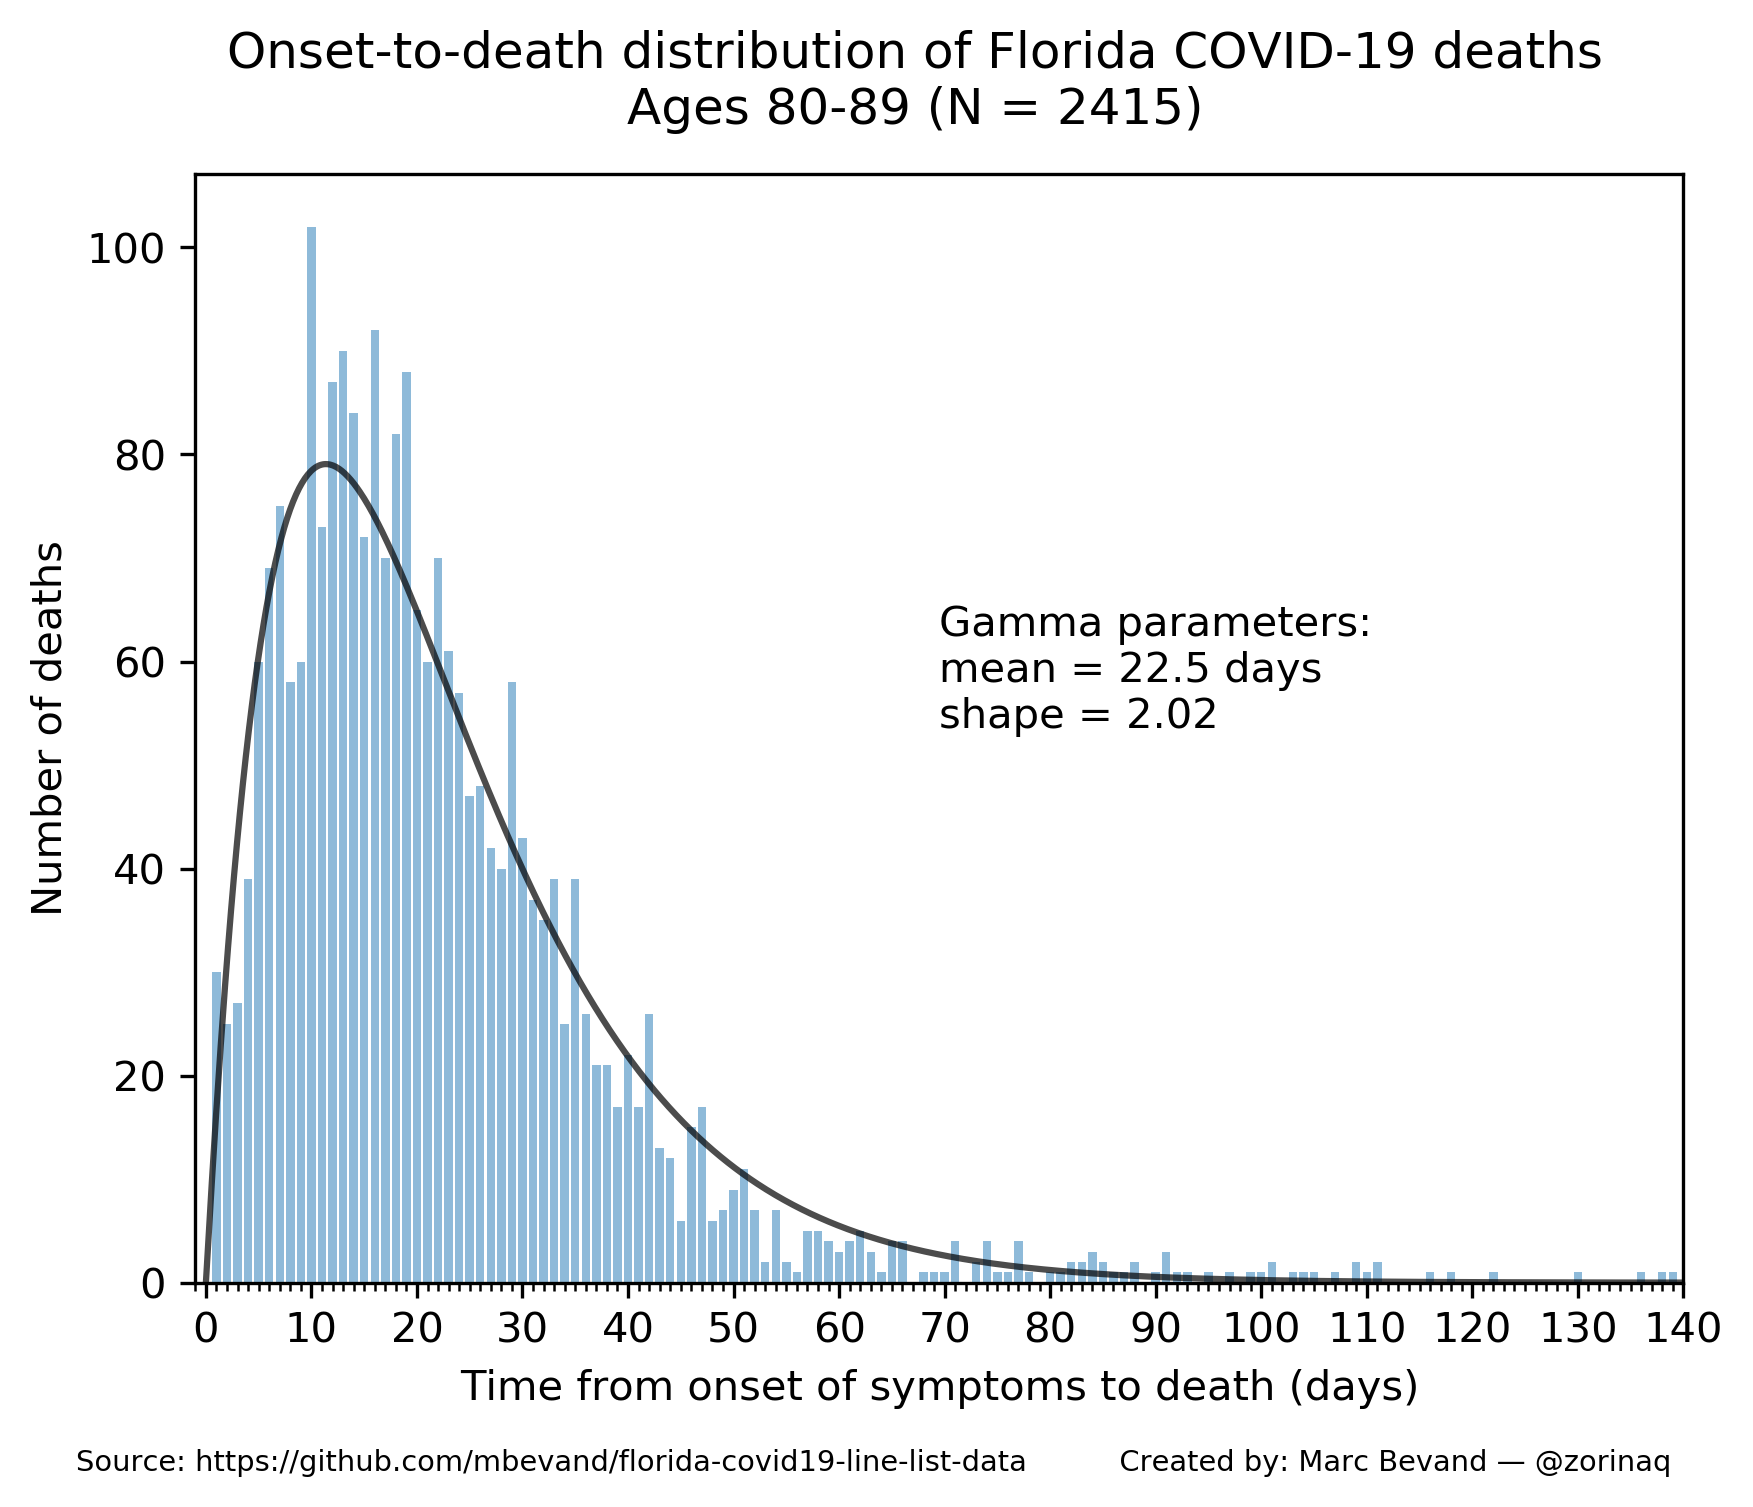 Onset-to-death distribution of Florida COVID-19 deaths
Ages 80-89 (N = 2415)
Number of deaths
100
80
60
40
20
0
Gamma parameters:
mean = 22.5 days
shape = 2.02
0 10 20 30 40 50 60 70 80 90 100 110 120 130 140
Time from onset of symptoms to death (days)
Source: https://github.com/mbevand/florida-covid19-line-list-data Created by: Marc Bevand — @zorinaq